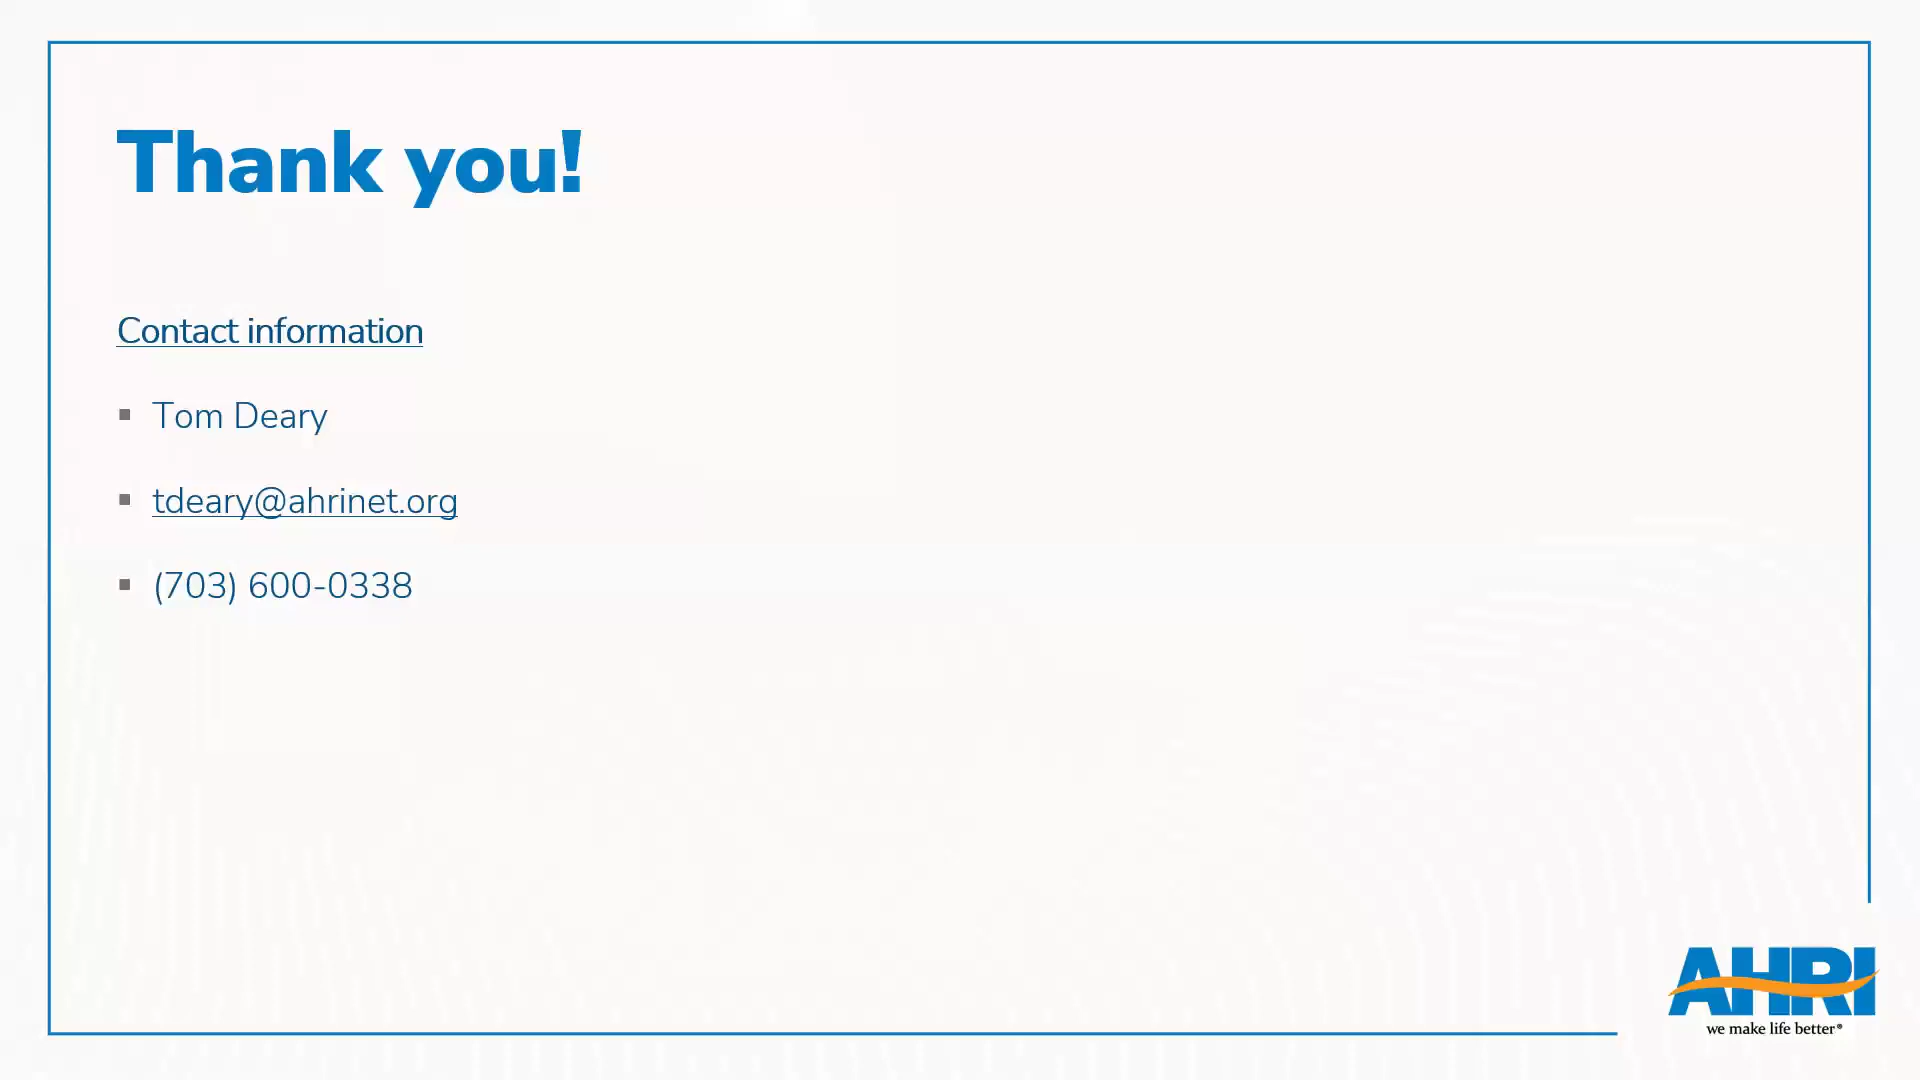 Thank you!
Contact information
▪ Tom Deary
▪ tdeary@ahrinet.org
▪ (703) 600-0338
AHRI
we make life better®